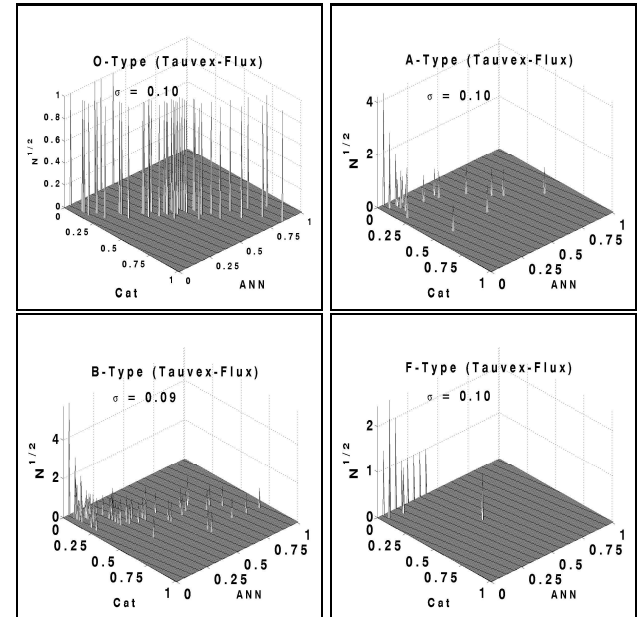 O-Type (Tauvex-Flux)
σ = 0.10
1
0.8
0.6
0.4
0.2
0
N^1/2
0
0.25
0.5
0.75
1
Cat
0
0.25
0.5
0.75
1
ANN
A-Type (Tauvex-Flux)
σ = 0.10
4
2
0
N^1/2
0
0.25
0.5
0.75
1
Cat
0
0.25
0.5
0.75
1
ANN
B-Type (Tauvex-Flux)
σ = 0.09
4
2
0
N^1/2
0
0.25
0.5
0.75
1
Cat
0
0.25
0.5
0.75
1
ANN
F-Type (Tauvex-Flux)
σ = 0.10
2
1
0
N^1/2
0
0.25
0.5
0.75
1
Cat
0
0.25
0.5
0.75
1
ANN